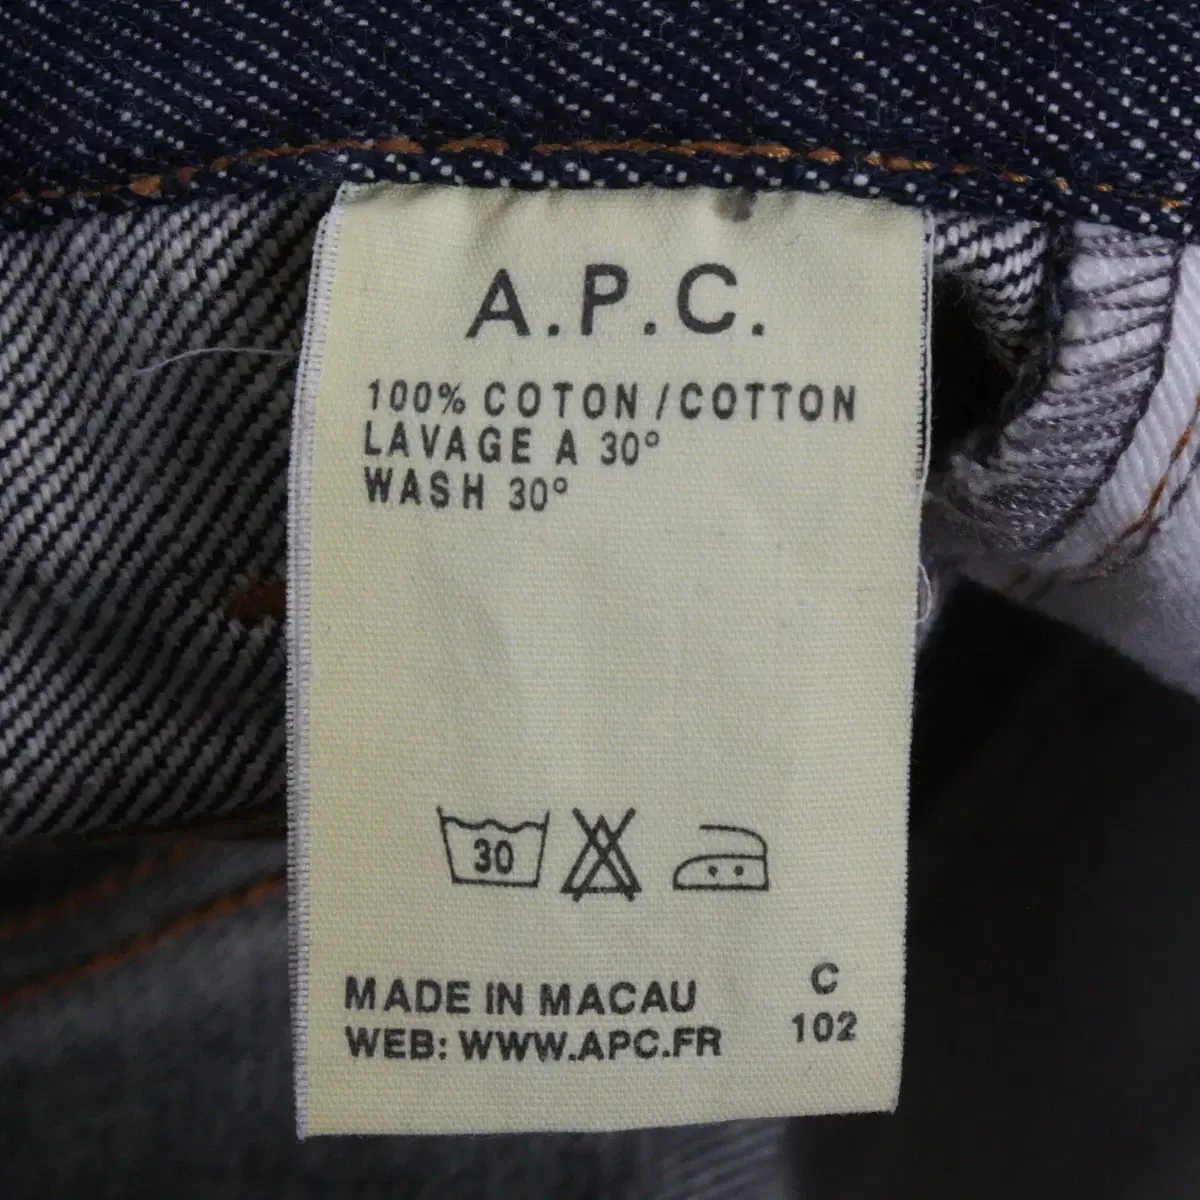 A.P.C.
100% COTON / COTTON
LAVAGE A 30°
WASH 30°
30
MADE IN MACAU
WEB: WWW.APC.FR
C
102